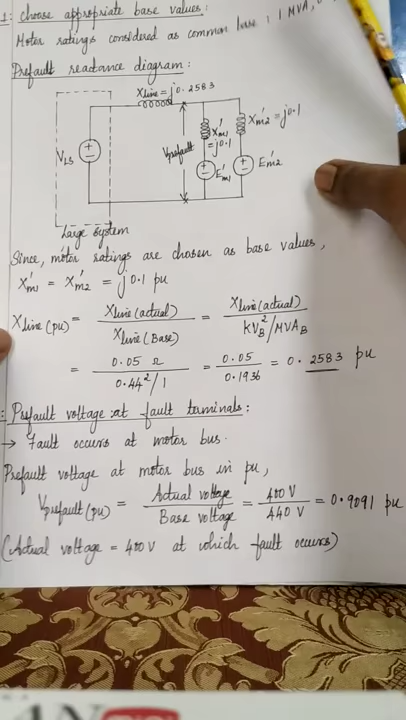 1: Choose appropriate base values:
Motor ratings considered as common base : 1 MVA, 0
Prefault reactance diagram:
Xline = j0.2583
X'm1 = j0.1
X'm2 = j0.1
Vprefault
VLS
E'm1
E'm2
Large System
Since, motor ratings are chosen as base values,
X'm1 = X'm2 = j0.1 pu
Xline (pu) = Xline (actual) / Xline (Base) = Xline (actual) / KVB² / MVAB
= 0.05 Ω / 0.44² / 1 = 0.05 / 0.1936 = 0.2583 pu
: Prefault voltage at fault terminals:
→ Fault occurs at motor bus.
Prefault voltage at motor bus in pu,
Vprefault (pu) = Actual voltage / Base voltage = 400 V / 440 V = 0.9091 pu
(Actual voltage = 400V at which fault occurs)